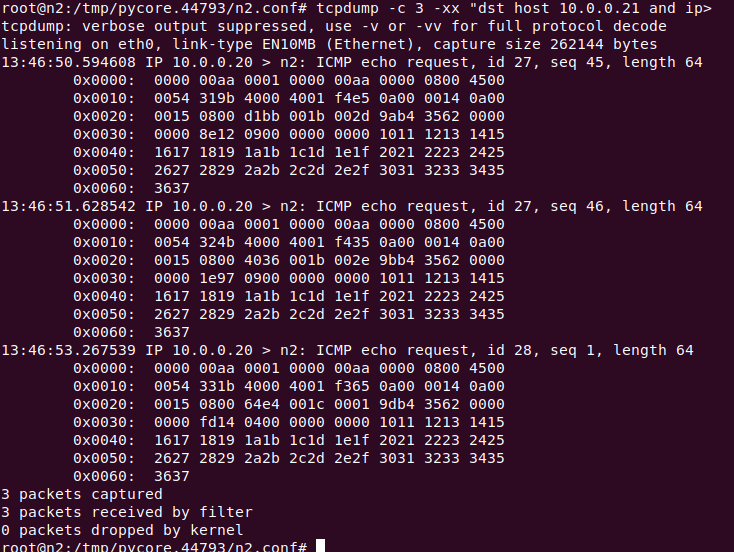 root@n2:/tmp/pycore.44793/n2.conf# tcpdump -c 3 -xx "dst host 10.0.0.21 and ip>
tcpdump: verbose output suppressed, use -v or -vv for full protocol decode
listening on eth0, link-type EN10MB (Ethernet), capture size 262144 bytes
13:46:50.594608 IP 10.0.0.20 > n2: ICMP echo request, id 27, seq 45, length 64
0x0000:  0000 00aa 0001 0000 00aa 0000 0800 4500
0x0010:  0054 319b 4000 4001 f4e5 0a00 0014 0a00
0x0020:  0015 0800 d1bb 001b 002d 9ab4 3562 0000
0x0030:  0000 8e12 0900 0000 0000 1011 1213 1415
0x0040:  1617 1819 1a1b 1c1d 1e1f 2021 2223 2425
0x0050:  2627 2829 2a2b 2c2d 2e2f 3031 3233 3435
0x0060:  3637
13:46:51.628542 IP 10.0.0.20 > n2: ICMP echo request, id 27, seq 46, length 64
0x0000:  0000 00aa 0001 0000 00aa 0000 0800 4500
0x0010:  0054 324b 4000 4001 f435 0a00 0014 0a00
0x0020:  0015 0800 4036 001b 002e 9bb4 3562 0000
0x0030:  0000 1e97 0900 0000 0000 1011 1213 1415
0x0040:  1617 1819 1a1b 1c1d 1e1f 2021 2223 2425
0x0050:  2627 2829 2a2b 2c2d 2e2f 3031 3233 3435
0x0060:  3637
13:46:53.267539 IP 10.0.0.20 > n2: ICMP echo request, id 28, seq 1, length 64
0x0000:  0000 00aa 0001 0000 00aa 0000 0800 4500
0x0010:  0054 331b 4000 4001 f365 0a00 0014 0a00
0x0020:  0015 0800 64e4 001c 0001 9db4 3562 0000
0x0030:  0000 fd14 0400 0000 0000 1011 1213 1415
0x0040:  1617 1819 1a1b 1c1d 1e1f 2021 2223 2425
0x0050:  2627 2829 2a2b 2c2d 2e2f 3031 3233 3435
0x0060:  3637
3 packets captured
3 packets received by filter
0 packets dropped by kernel
root@n2:/tmp/pycore.44793/n2.conf#